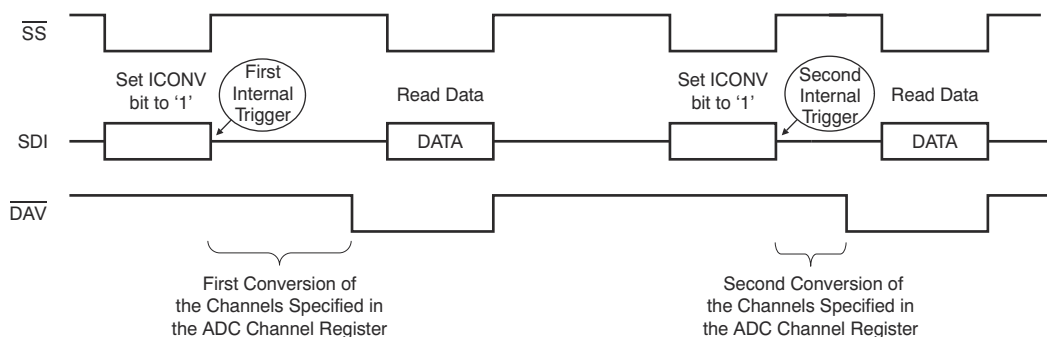 SS
Set ICONV
bit to ‘1’
First
Internal
Trigger
Read Data
Set ICONV
bit to ‘1’
Second
Internal
Trigger
Read Data
SDI
DATA
DATA
DAV
First Conversion of
the Channels Specified in
the ADC Channel Register
Second Conversion of
the Channels Specified in
the ADC Channel Register